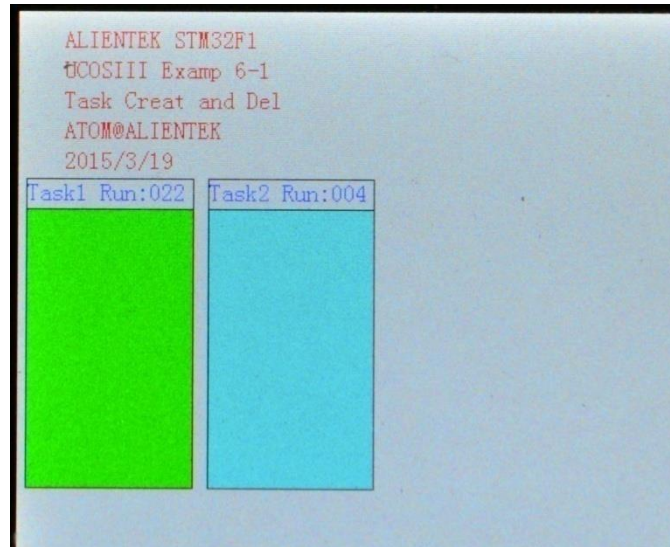 ALIENTEK STM32F1
UCOSIII Examp 6-1
Task Creat and Del
ATOM@ALIENTEK
2015/3/19
Task1 Run:022 Task2 Run:004